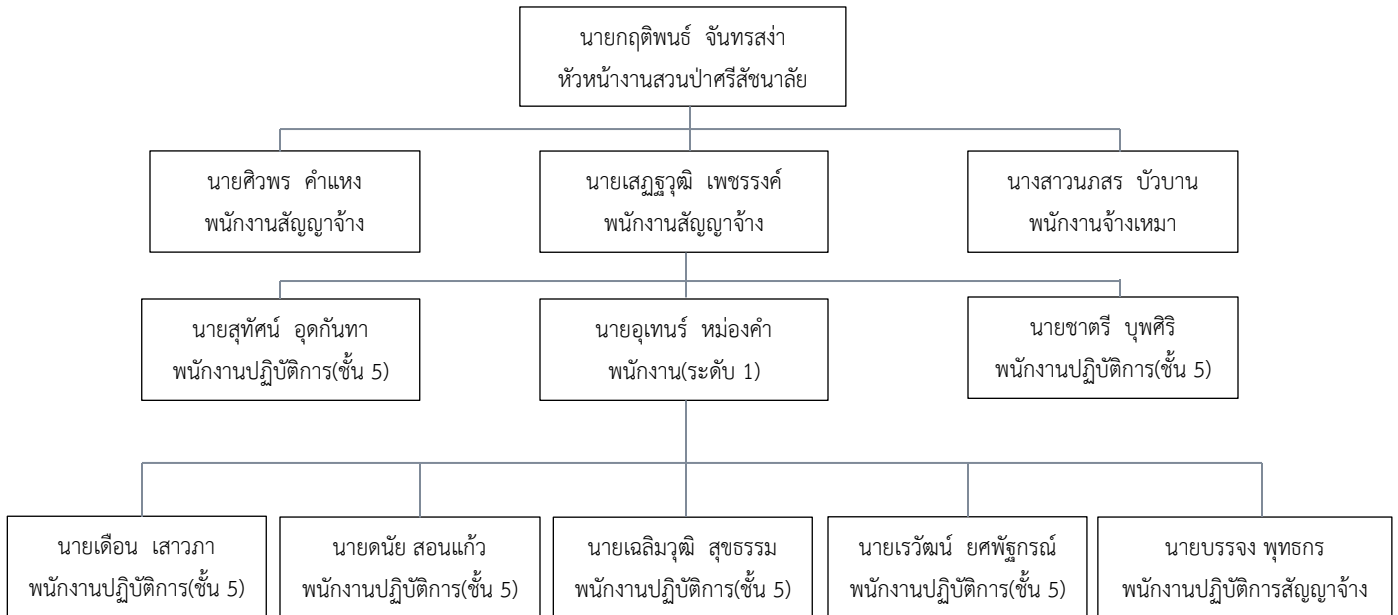 นายกฤติพนธ์ จันทรสง่า
หัวหน้างานสวนป่าศรีสัชนาลัย
นายศิวพร คำแหง
พนักงานสัญญาจ้าง
นายเสฏฐวุฒิ เพชรรงค์
พนักงานสัญญาจ้าง
นางสาวนภสร บัวบาน
พนักงานจ้างเหมา
นายสุทัศน์ อุดกันทา
พนักงานปฏิบัติการ(ชั้น 5)
นายอุเทนร์ หม่องคำ
พนักงาน(ระดับ 1)
นายชาตรี บุพศิริ
พนักงานปฏิบัติการ(ชั้น 5)
นายเดือน เสาวภา
พนักงานปฏิบัติการ(ชั้น 5)
นายดนัย สอนแก้ว
พนักงานปฏิบัติการ(ชั้น 5)
นายเฉลิมวุฒิ สุขธรรม
พนักงานปฏิบัติการ(ชั้น 5)
นายเรวัฒน์ ยศพัฐกรณ์
พนักงานปฏิบัติการ(ชั้น 5)
นายบรรจง พุทธกร
พนักงานปฏิบัติการสัญญาจ้าง